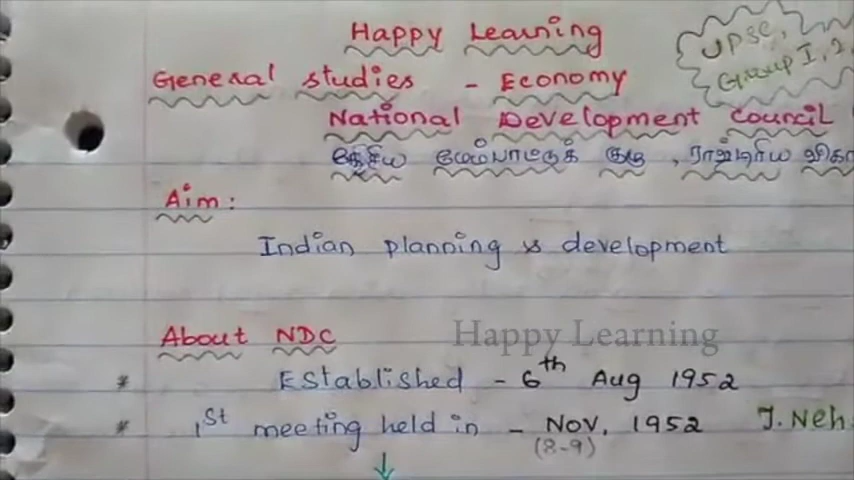 Happy Learning
UPSC,
Group I, 2
General studies - Economy
National Development Council
தேசிய மேம்பாட்டுக் குழு, ராஷ்ட்ரிய விகா
Aim:
Indian planning & development
About NDC
Happy Learning
* Established - 6th Aug 1952
* 1st meeting held in - Nov. 1952 J. Neh
(8-9)